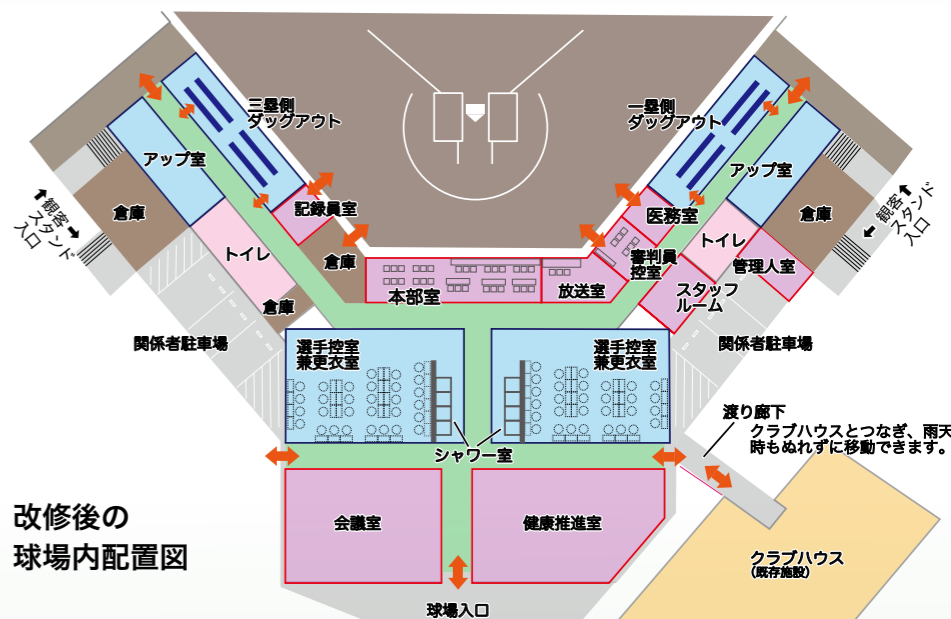 三塁側
ダッグアウト
一塁側
ダッグアウト
アップ室
アップ室
倉庫
記録員室
医務室
倉庫
観客
スタンド
入口
観客
スタンド
入口
トイレ
倉庫
審判員
控室
トイレ
管理人室
本部室
放送室
スタッフ
ルーム
倉庫
関係者駐車場
関係者駐車場
選手控室
兼更衣室
選手控室
兼更衣室
渡り廊下
クラブハウスとつなぎ、雨天
時もぬれずに移動できます。
シャワー室
改修後の
球場内配置図
会議室
健康推進室
クラブハウス
(既存施設)
球場入口